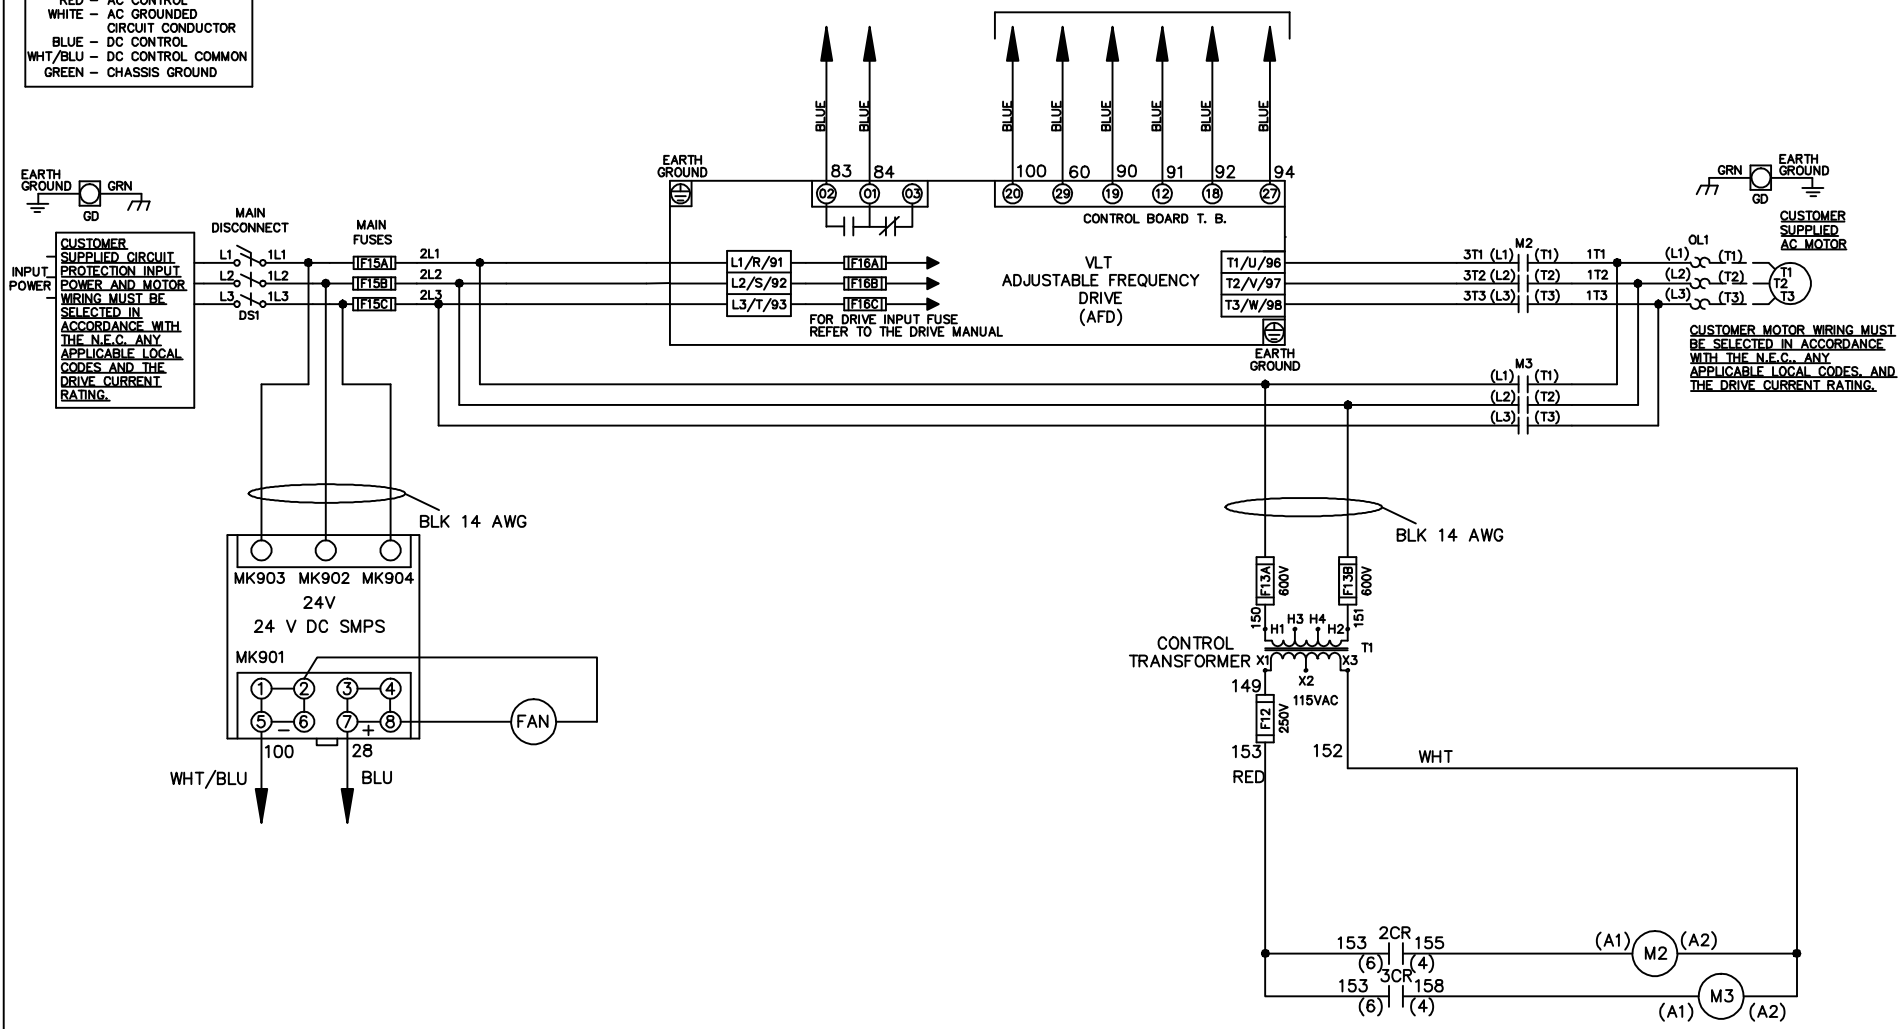 RED – AC CONTROL
WHITE – AC GROUNDED
CIRCUIT CONDUCTOR
BLUE – DC CONTROL
WHT/BLU – DC CONTROL COMMON
GREEN – CHASSIS GROUND
EARTH
GROUND
GRN
GD
INPUT
POWER
CUSTOMER
SUPPLIED CIRCUIT
PROTECTION INPUT
POWER AND MOTOR
WIRING MUST BE
SELECTED IN
ACCORDANCE WITH
THE N.E.C. ANY
APPLICABLE LOCAL
CODES AND THE
DRIVE CURRENT
RATING.
MAIN
DISCONNECT
L1 1L1
L2 1L2
L3 1L3
DS1
MAIN
FUSES
F15A
F15B
F15C
2L1
2L2
2L3
BLUE BLUE BLUE BLUE BLUE BLUE BLUE BLUE
EARTH
GROUND
83 84
02 01 03
100 60 90 91 92 94
20 29 19 12 18 27
CONTROL BOARD T. B.
L1/R/91
L2/S/92
L3/T/93
F16A
F16B
F16C
FOR DRIVE INPUT FUSE
REFER TO THE DRIVE MANUAL
VLT
ADJUSTABLE FREQUENCY
DRIVE
(AFD)
T1/U/96
T2/V/97
T3/W/98
EARTH
GROUND
M2
3T1 (L1) (T1) 1T1
3T2 (L2) (T2) 1T2
3T3 (L3) (T3) 1T3
OL1
(L1) (T1)
(L2) (T2)
(L3) (T3)
T1
T2
T3
GRN
EARTH
GROUND
GD
CUSTOMER
SUPPLIED
AC MOTOR
CUSTOMER MOTOR WIRING MUST
BE SELECTED IN ACCORDANCE
WITH THE N.E.C., ANY
APPLICABLE LOCAL CODES, AND
THE DRIVE CURRENT RATING.
M3
(L1) (T1)
(L2) (T2)
(L3) (T3)
BLK 14 AWG
MK903 MK902 MK904
24V
24 V DC SMPS
MK901
1 2 3 4
5 – 6 7 + 8
FAN
100 28
WHT/BLU BLU
BLK 14 AWG
F13A 600V
F13B 600V
150 151
H1 H3 H4 H2
CONTROL
TRANSFORMER
T1
X1 X3
X2
149
115VAC
F12 250V
153 152
RED
WHT
2CR
153 155
(6) (4)
(A1) M2 (A2)
3CR
153 158
(6) (4)
(A1) M3 (A2)